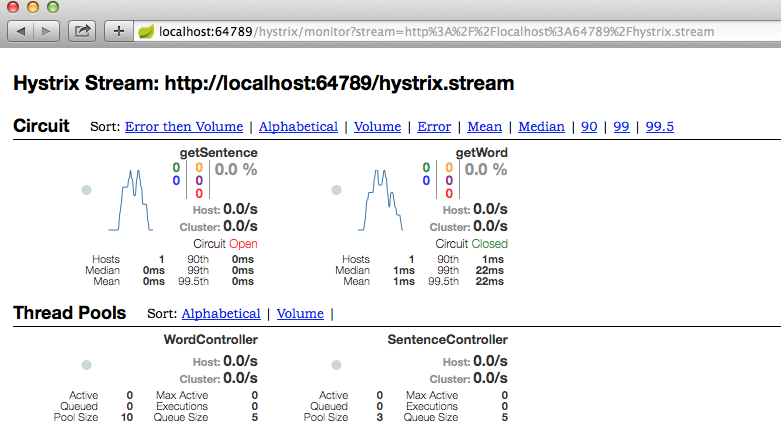 localhost:64789/hystrix/monitor?stream=http%3A%2F%2Flocalhost%3A64789%2Fhystrix.stream
Hystrix Stream: http://localhost:64789/hystrix.stream
Circuit Sort: Error then Volume | Alphabetical | Volume | Error | Mean | Median | 90 | 99 | 99.5
getSentence
0 0 0.0 %
0 0
0
Host: 0.0/s
Cluster: 0.0/s
Circuit Open
Hosts 1 90th 0ms
Median 0ms 99th 0ms
Mean 0ms 99.5th 0ms
getWord
0 0 0.0 %
0 0
0
Host: 0.0/s
Cluster: 0.0/s
Circuit Closed
Hosts 1 90th 1ms
Median 1ms 99th 22ms
Mean 1ms 99.5th 22ms
Thread Pools Sort: Alphabetical | Volume |
WordController
Host: 0.0/s
Cluster: 0.0/s
Active 0 Max Active 0
Queued 0 Executions 0
Pool Size 10 Queue Size 5
SentenceController
Host: 0.0/s
Cluster: 0.0/s
Active 0 Max Active 0
Queued 0 Executions 0
Pool Size 3 Queue Size 5